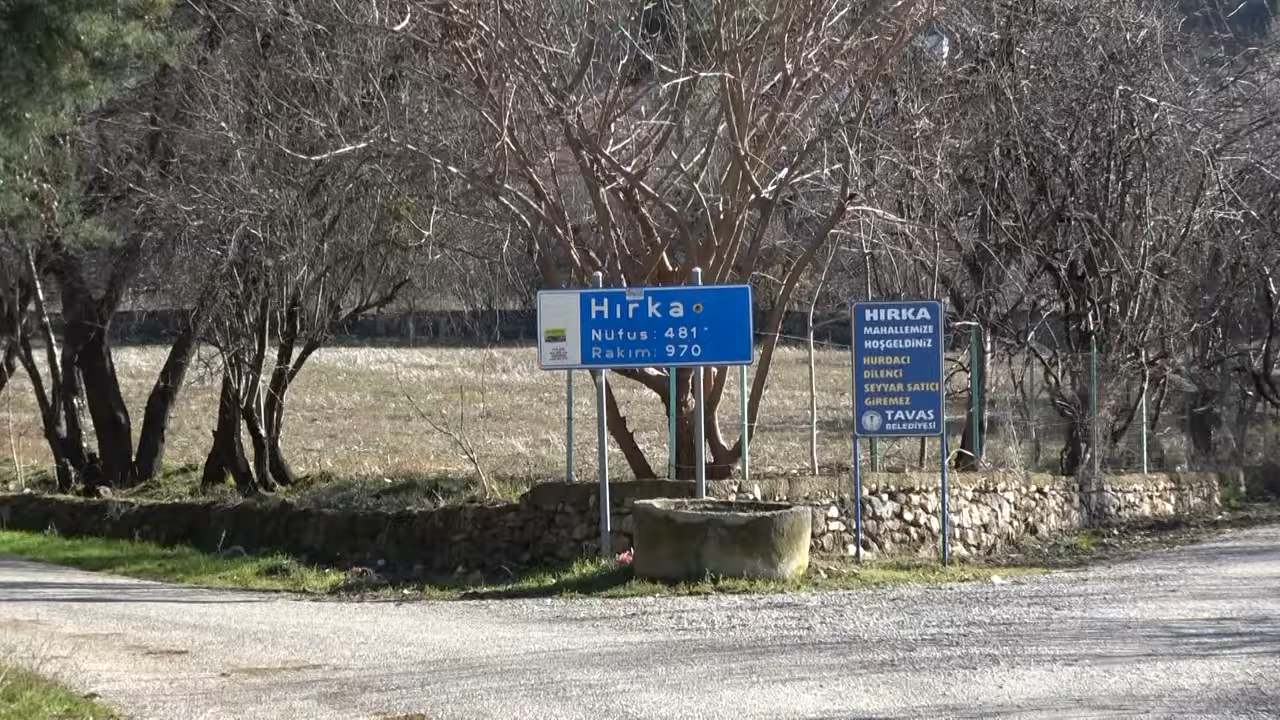 Hırka
Nüfus: 481
Rakım: 970
HIRKA
MAHALLEMİZE
HOŞGELDİNİZ
HURDACI
DİLENCİ
SEYYAR SATICI
GİREMEZ
TAVAS
BELEDİYESİ